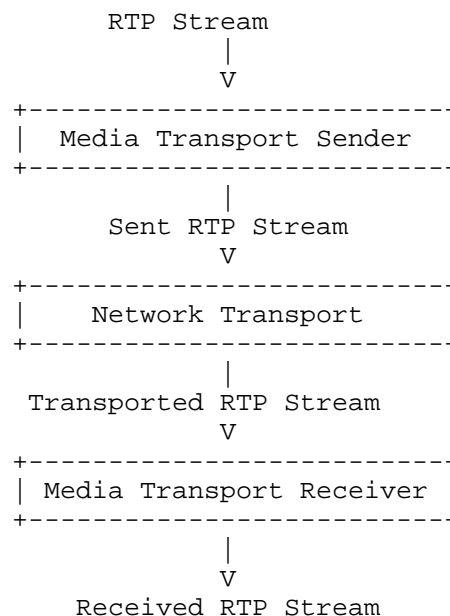 RTP Stream
|
V
+--------------------------
|  Media Transport Sender
+--------------------------
|
Sent RTP Stream
V
+--------------------------
|    Network Transport
+--------------------------
|
Transported RTP Stream
V
+--------------------------
| Media Transport Receiver
+--------------------------
|
V
Received RTP Stream